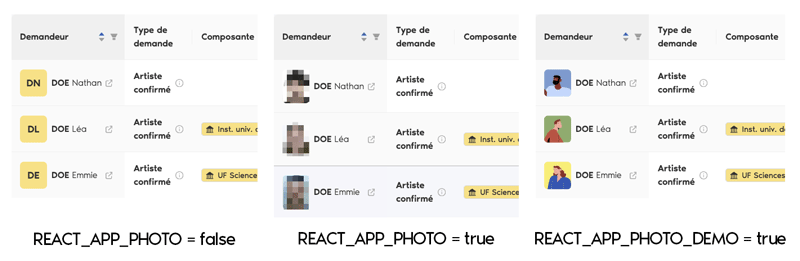 Demandeur Type de demande Composante
DN DOE Nathan Artiste confirmé
DL DOE Léa Artiste confirmé Inst. univ. d
DE DOE Emmie Artiste confirmé UF Sciences
REACT_APP_PHOTO = false
Demandeur Type de demande Composante
DOE Nathan Artiste confirmé
DOE Léa Artiste confirmé Inst. univ. d
DOE Emmie Artiste confirmé UF Sciences
REACT_APP_PHOTO = true
Demandeur Type de demande Composante
DOE Nathan Artiste confirmé
DOE Léa Artiste confirmé Inst. univ. d
DOE Emmie Artiste confirmé UF Sciences
REACT_APP_PHOTO_DEMO = true